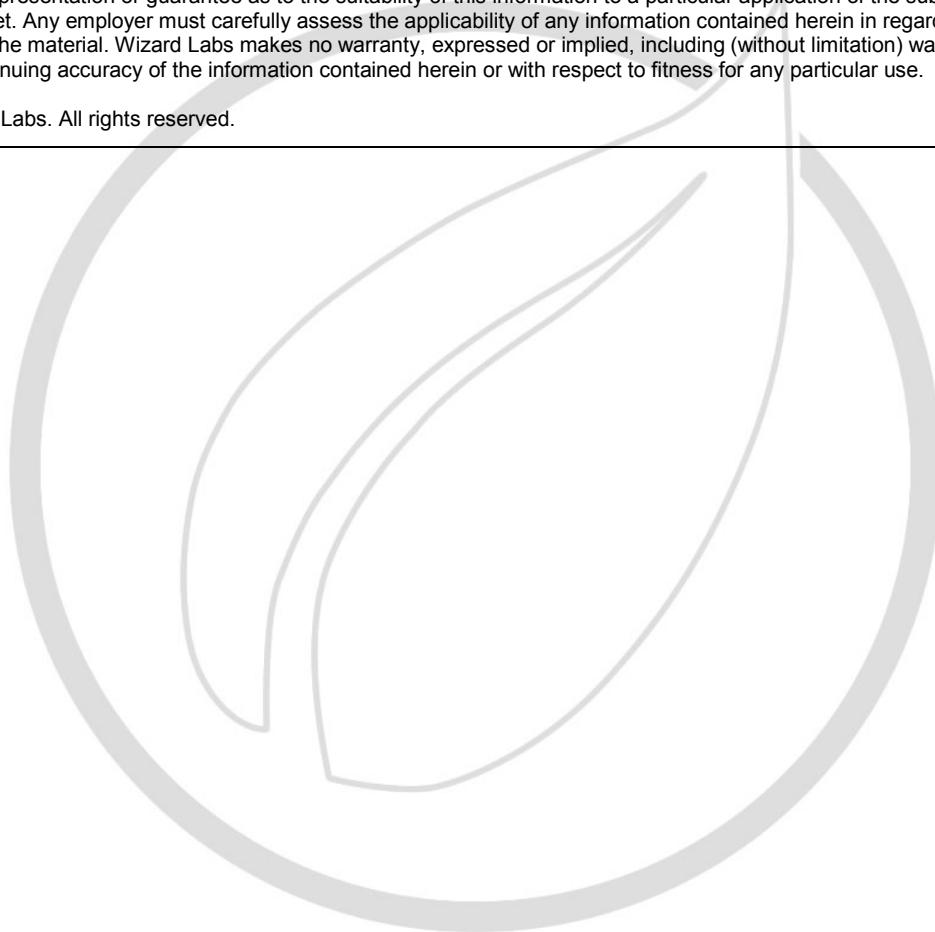 presentation or guarantee as to the suitability of this information to a particular application of the sub
et. Any employer must carefully assess the applicability of any information contained herein in regard
he material. Wizard Labs makes no warranty, expressed or implied, including (without limitation) wa
nuing accuracy of the information contained herein or with respect to fitness for any particular use.
Labs. All rights reserved.